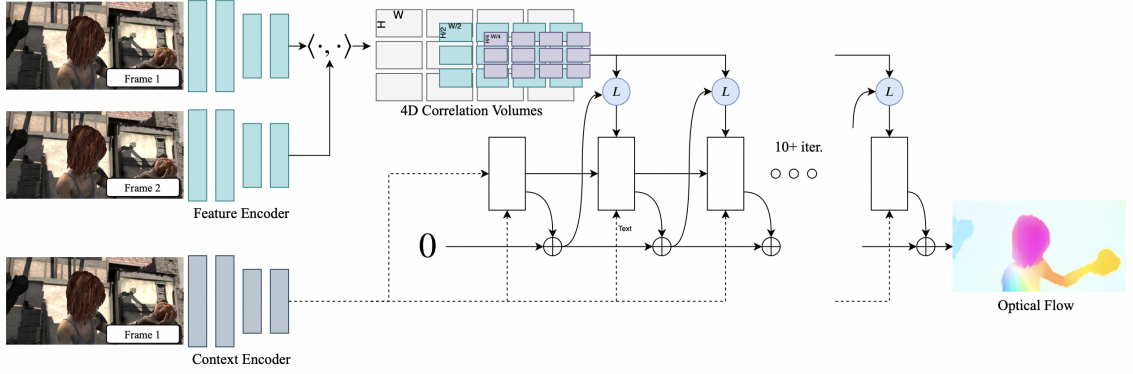 Frame 1
Frame 2
Feature Encoder
⟨·, ·⟩
H
W
H/2
W/2
H/4
W/4
4D Correlation Volumes
L
L
L
10+ iter.
Text
0
Frame 1
Context Encoder
Optical Flow